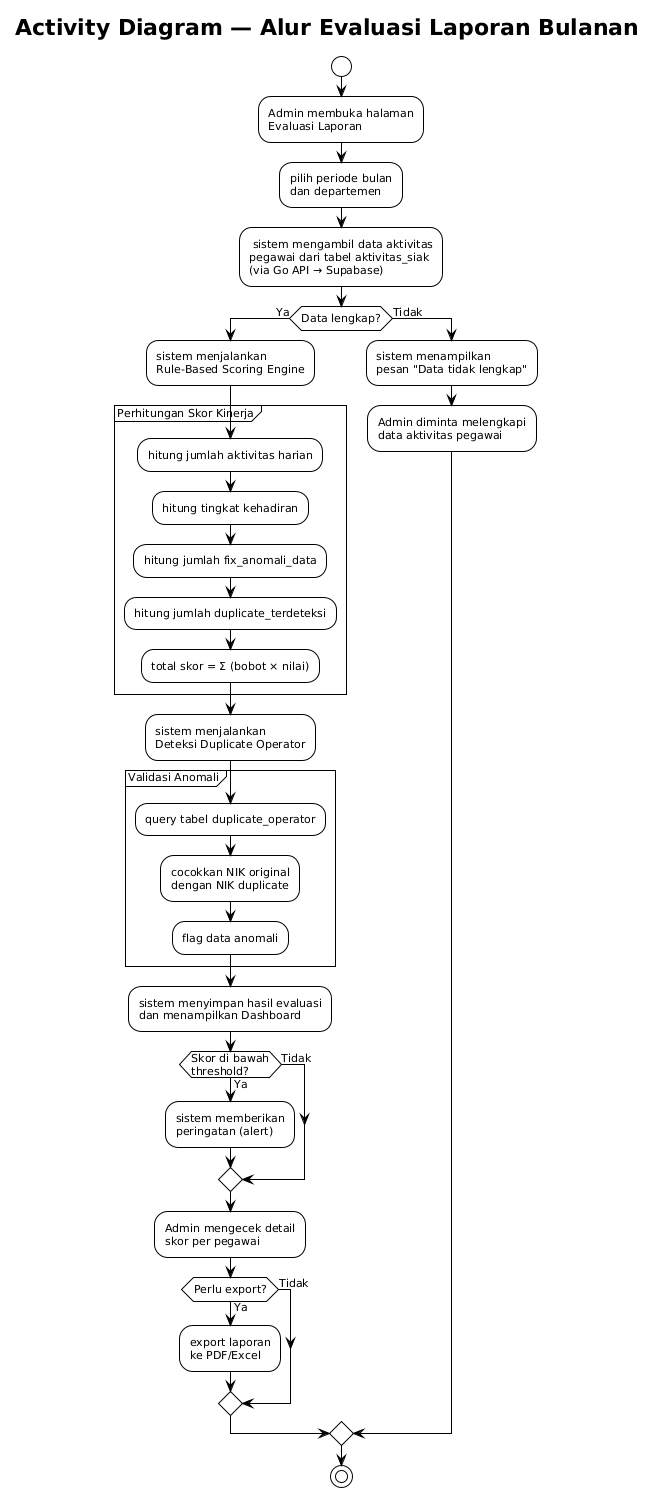 Activity Diagram — Alur Evaluasi Laporan Bulanan
Admin membuka halaman
Evaluasi Laporan
pilih periode bulan
dan departemen
sistem mengambil data aktivitas
pegawai dari tabel aktivitas_siak
(via Go API → Supabase)
Data lengkap?
Ya
Tidak
sistem menjalankan
Rule-Based Scoring Engine
Perhitungan Skor Kinerja
hitung jumlah aktivitas harian
hitung tingkat kehadiran
hitung jumlah fix_anomali_data
hitung jumlah duplicate_terdeteksi
total skor = Σ (bobot × nilai)
sistem menjalankan
Deteksi Duplicate Operator
Validasi Anomali
query tabel duplicate_operator
cocokkan NIK original
dengan NIK duplicate
flag data anomali
sistem menyimpan hasil evaluasi
dan menampilkan Dashboard
Skor di bawah
threshold?
Tidak
Ya
sistem memberikan
peringatan (alert)
Admin mengecek detail
skor per pegawai
Perlu export?
Tidak
Ya
export laporan
ke PDF/Excel
sistem menampilkan
pesan "Data tidak lengkap"
Admin diminta melengkapi
data aktivitas pegawai